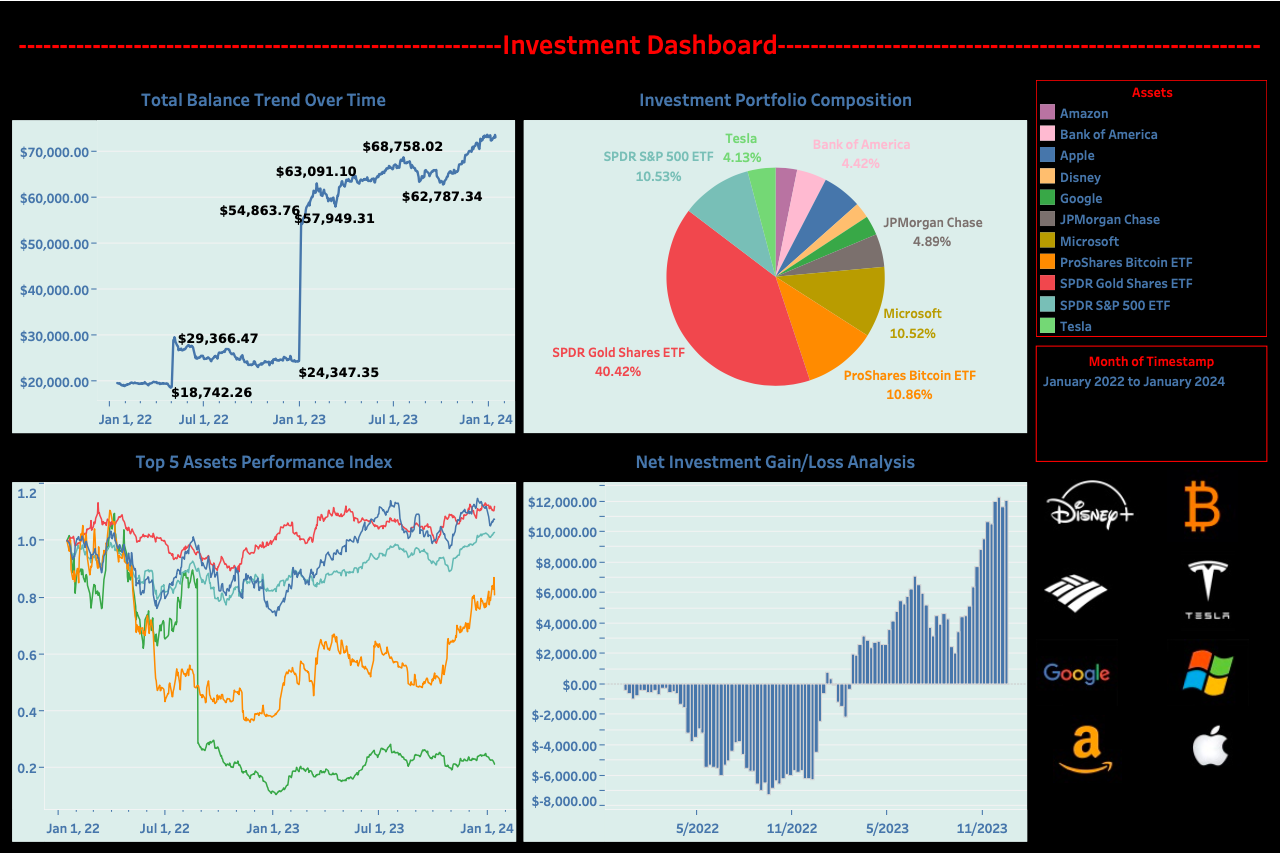 Investment Dashboard
Total Balance Trend Over Time
$70,000.00
$60,000.00
$50,000.00
$40,000.00
$30,000.00
$20,000.00
$68,758.02
$63,091.10
$62,787.34
$54,863.76
$57,949.31
$29,366.47
$24,347.35
$18,742.26
Jan 1, 22
Jul 1, 22
Jan 1, 23
Jul 1, 23
Jan 1, 24
Investment Portfolio Composition
Tesla
4.13%
Bank of America
4.42%
SPDR S&P 500 ETF
10.53%
JPMorgan Chase
4.89%
Microsoft
10.52%
SPDR Gold Shares ETF
40.42%
ProShares Bitcoin ETF
10.86%
Assets
Amazon
Bank of America
Apple
Disney
Google
JPMorgan Chase
Microsoft
ProShares Bitcoin ETF
SPDR Gold Shares ETF
SPDR S&P 500 ETF
Tesla
Month of Timestamp
January 2022 to January 2024
Top 5 Assets Performance Index
1.2
1.0
0.8
0.6
0.4
0.2
Jan 1, 22
Jul 1, 22
Jan 1, 23
Jul 1, 23
Jan 1, 24
Net Investment Gain/Loss Analysis
$12,000.00
$10,000.00
$8,000.00
$6,000.00
$4,000.00
$2,000.00
$0.00
$-2,000.00
$-4,000.00
$-6,000.00
$-8,000.00
5/2022
11/2022
5/2023
11/2023
Disney+
TESLA
Google
a